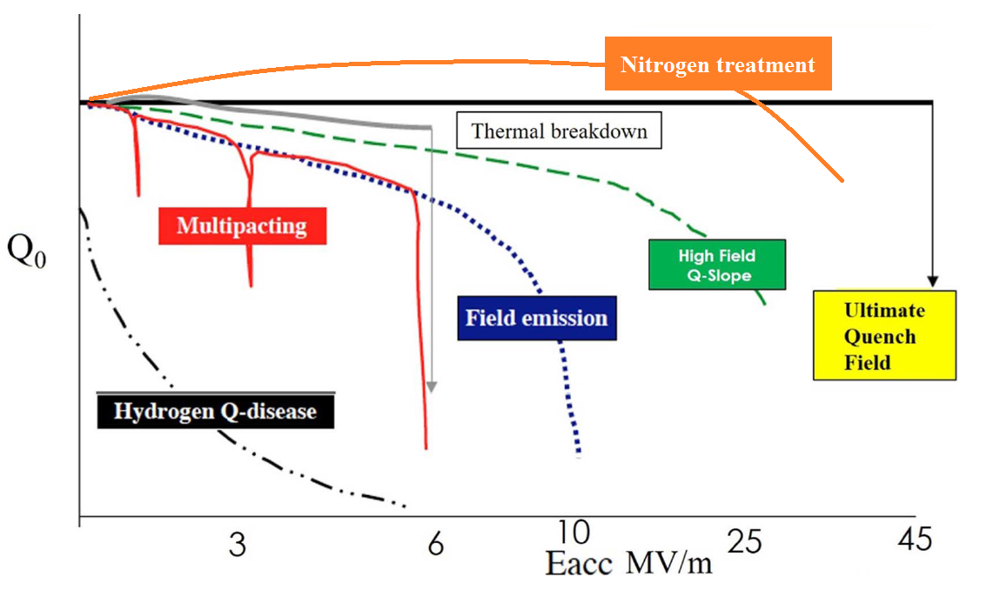 Nitrogen treatment
Thermal breakdown
Multipacting
Q0
High Field
Q-Slope
Field emission
Ultimate
Quench
Field
Hydrogen Q-disease
3
6
10
25
45
Eacc MV/m